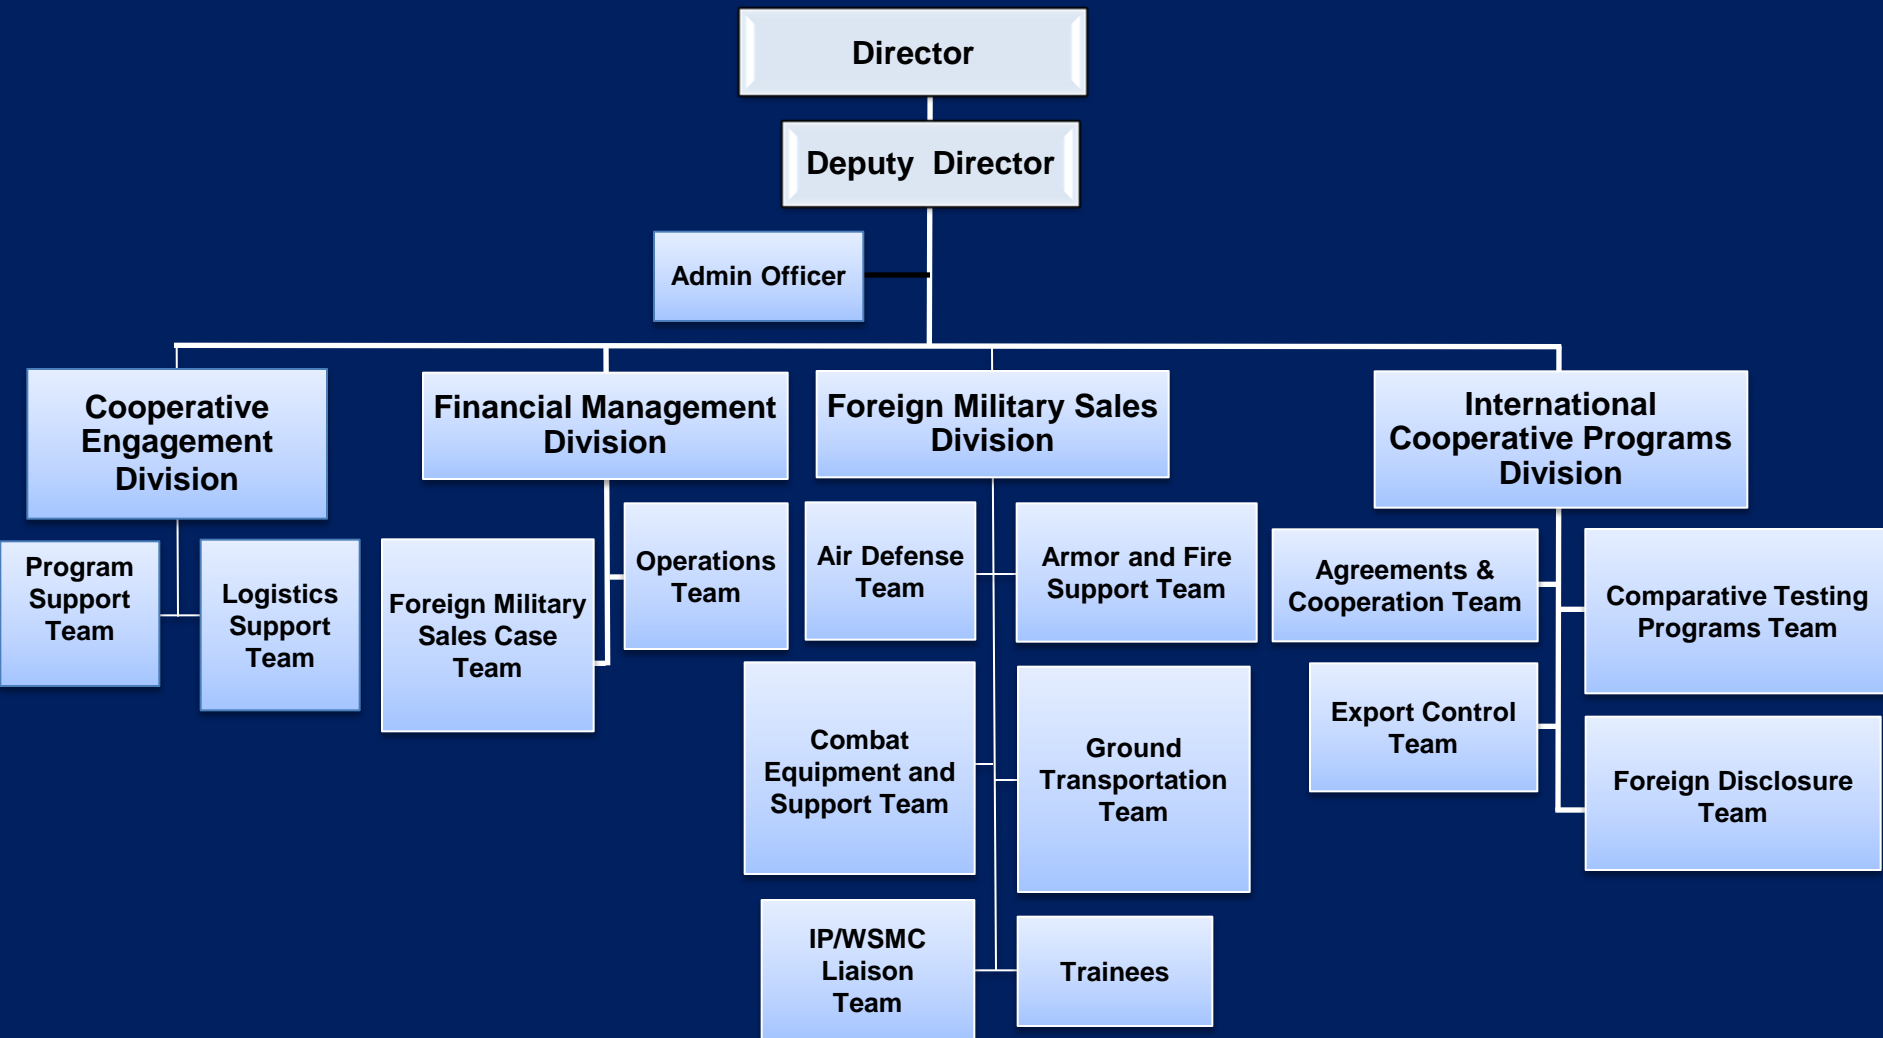 Director
Deputy Director
Admin Officer
Cooperative
Engagement
Division
Financial Management
Division
Foreign Military Sales
Division
International
Cooperative Programs
Division
Program
Support
Team
Logistics
Support
Team
Foreign Military
Sales Case
Team
Operations
Team
Air Defense
Team
Armor and Fire
Support Team
Combat
Equipment and
Support Team
Ground
Transportation
Team
IP/WSMC
Liaison
Team
Trainees
Agreements &
Cooperation Team
Comparative Testing
Programs Team
Export Control
Team
Foreign Disclosure
Team